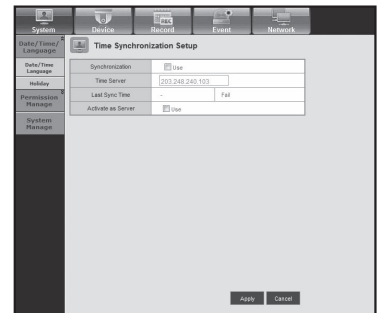 System Device Record Event Network
REC
Date/Time/
Language
Date/Time
Language
Holiday
Permission
Manage
System
Manage
Time Synchronization Setup
Synchronization Use
Time Server 203.248.240.103
Last Sync Time - Fail
Activate as Server Use
Apply Cancel